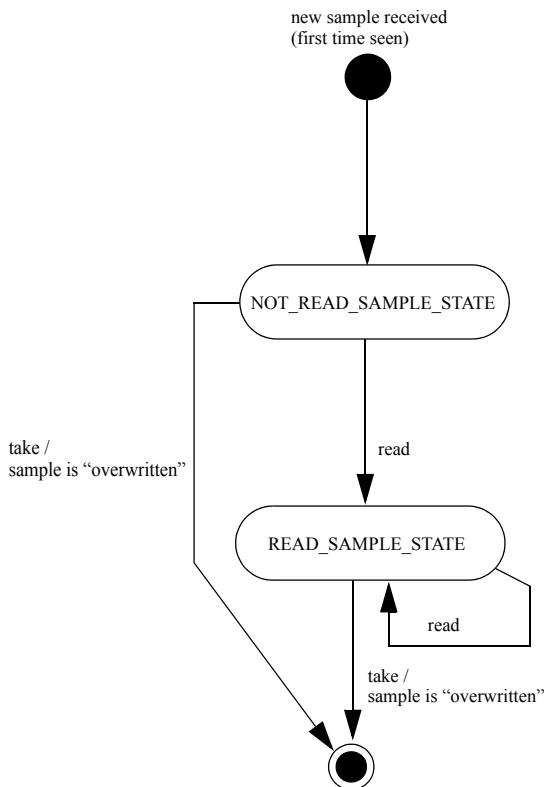 new sample received
(first time seen)
NOT_READ_SAMPLE_STATE
take /
sample is “overwritten”
read
READ_SAMPLE_STATE
read
take /
sample is “overwritten”